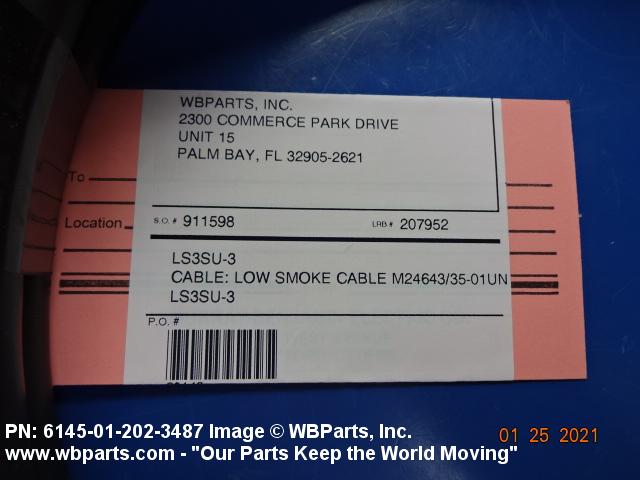 WBPARTS, INC.
2300 COMMERCE PARK DRIVE
UNIT 15
PALM BAY, FL 32905-2621
To
Location
S.O. # 911598 LRB # 207952
LS3SU-3
CABLE: LOW SMOKE CABLE M24643/35-01UN
LS3SU-3
P.O. #
PN: 6145-01-202-3487 Image © WBParts, Inc.
01 25 2021
www.wbparts.com - "Our Parts Keep the World Moving"